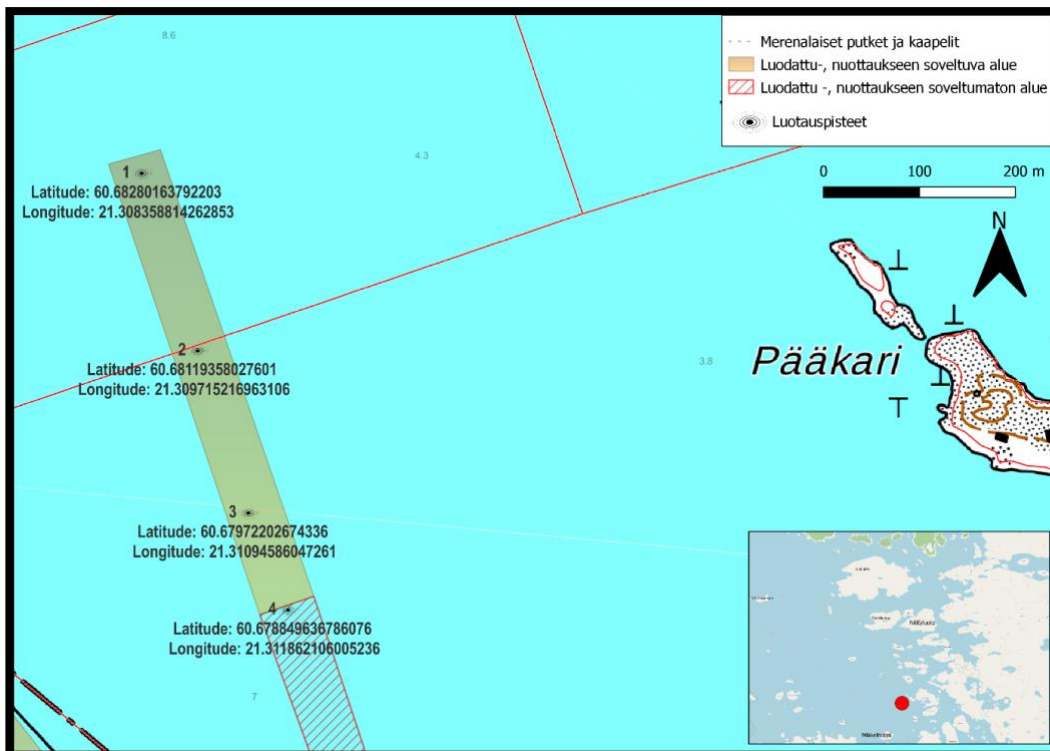 8.6
4.3
3.8
7
Merenalaiset putket ja kaapelit
Luodattu-, nuottaukseen soveltuva alue
Luodattu -, nuottaukseen soveltumaton alue
Luotauspisteet
0 100 200 m
N
1
Latitude: 60.68280163792203
Longitude: 21.308358814262853
2
Latitude: 60.68119358027601
Longitude: 21.309715216963106
Pääkari
3
Latitude: 60.67972202674336
Longitude: 21.31094586047261
4
Latitude: 60.678849636786076
Longitude: 21.311862106005236